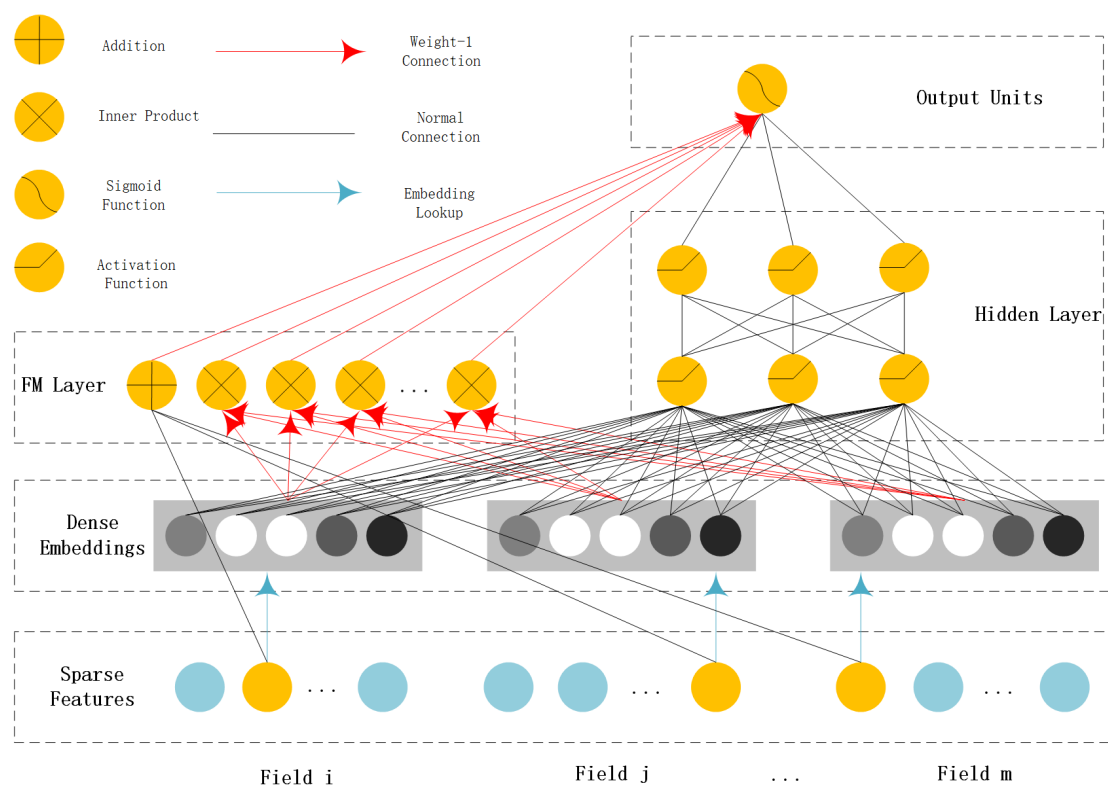 Addition
Weight-1
Connection
Inner Product
Normal
Connection
Sigmoid
Function
Embedding
Lookup
Activation
Function
Output Units
Hidden Layer
FM Layer
...
Dense
Embeddings
Sparse
Features
...
...
...
Field i
Field j
...
Field m